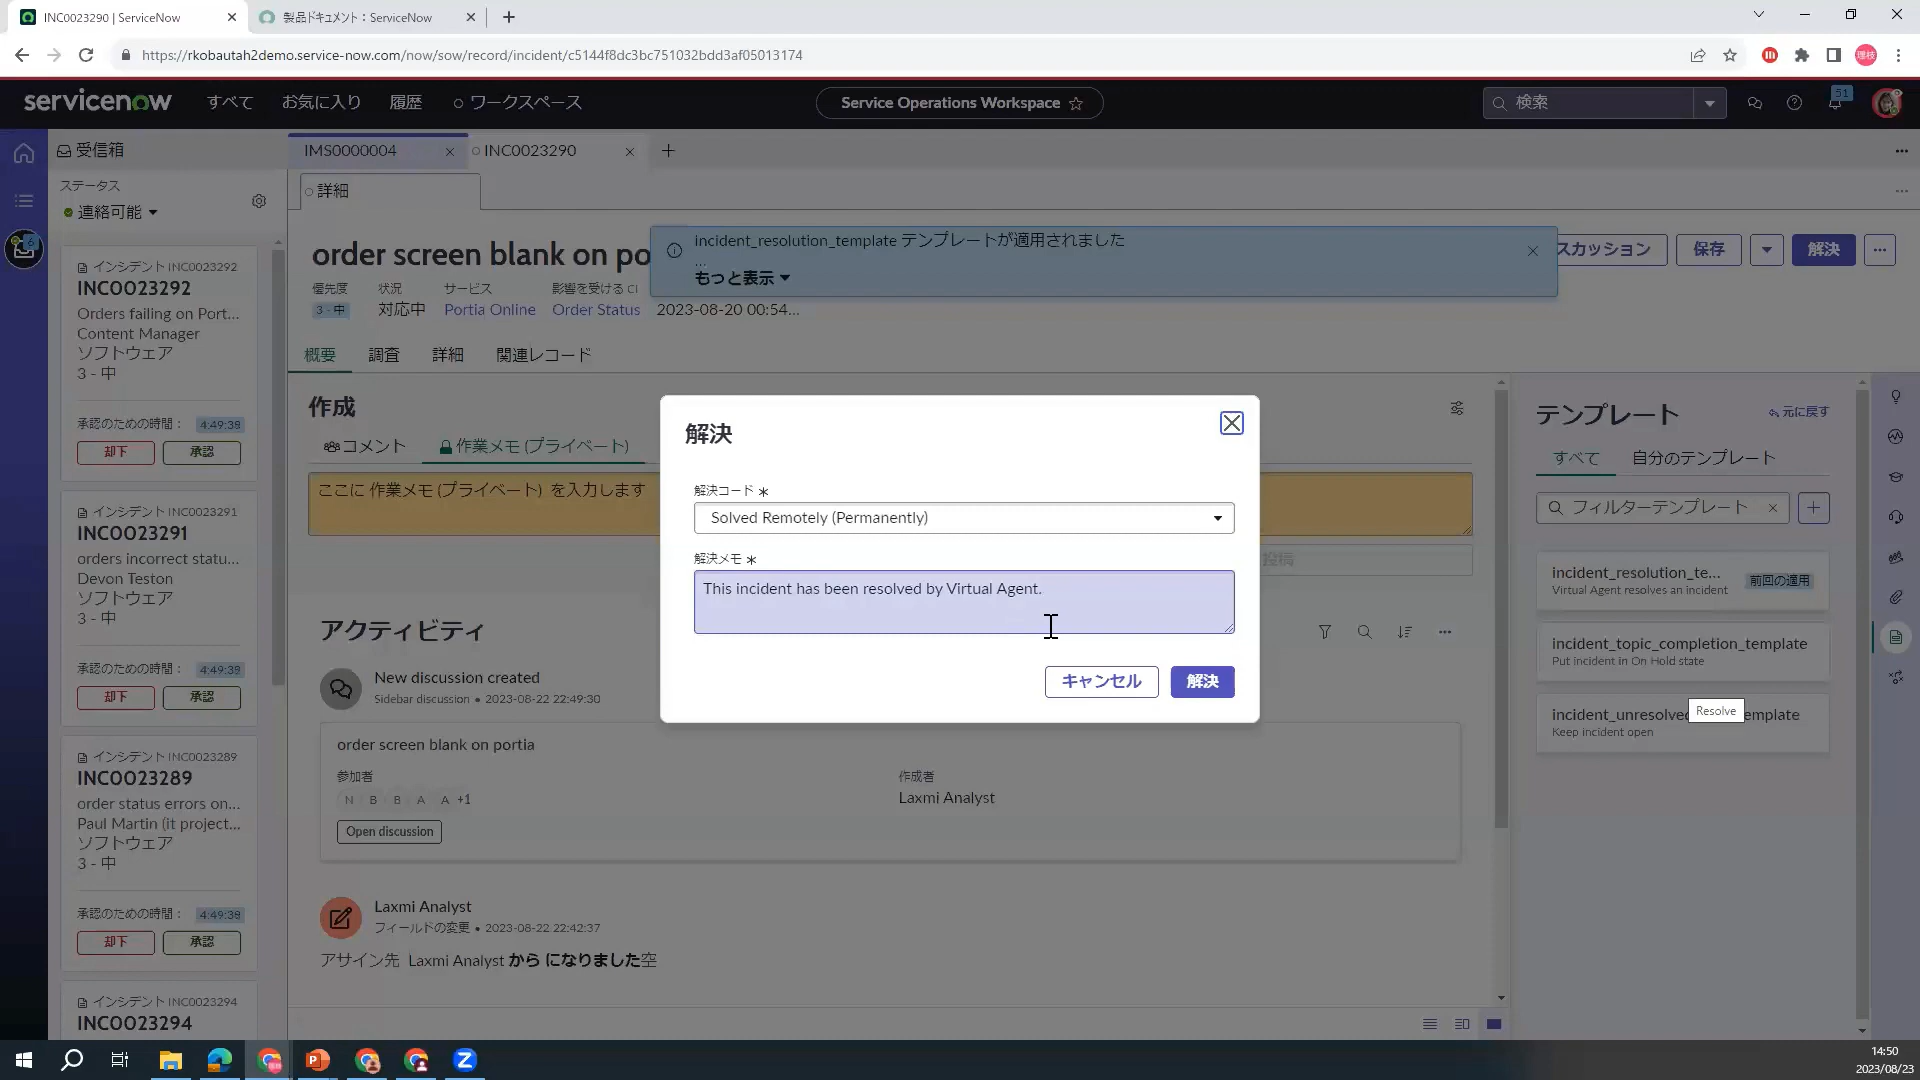 INC0023290 | ServiceNow
製品ドキュメント：ServiceNow
https://rkobautah2demo.service-now.com/now/sow/record/incident/c5144f8dc3bc751032bdd3af05013174
servicenow
すべて
お気に入り
履歴
ワークスペース
Service Operations Workspace
検索
51
受信箱
IMS0000004
INC0023290
ステータス
連絡可能
詳細
6
インシデント INC0023292
INC0023292
Orders failing on Port...
Content Manager
ソフトウェア
3 - 中
承認のための時間： 4:49:38
却下
承認
インシデント INC0023291
INC0023291
orders incorrect statu...
Devon Teston
ソフトウェア
3 - 中
承認のための時間： 4:49:38
却下
承認
インシデント INC0023289
INC0023289
order status errors on...
Paul Martin (it project...
ソフトウェア
3 - 中
承認のための時間： 4:49:38
却下
承認
インシデント INC0023294
INC0023294
order screen blank on po
incident_resolution_template テンプレートが適用されました
...
もっと表示
スカッション
保存
解決
優先度
3 - 中
状況
対応中
サービス
Portia Online
影響を受ける CI
Order Status
2023-08-20 00:54...
概要
調査
詳細
関連レコード
作成
コメント
作業メモ (プライベート)
ここに 作業メモ (プライベート) を入力します
投稿
解決
解決コード *
Solved Remotely (Permanently)
解決メモ *
This incident has been resolved by Virtual Agent.
キャンセル
解決
アクティビティ
New discussion created
Sidebar discussion • 2023-08-22 22:49:30
order screen blank on portia
参加者
N B B A A +1
作成者
Laxmi Analyst
Open discussion
Laxmi Analyst
フィールドの変更 • 2023-08-22 22:42:37
アサイン先 Laxmi Analyst から になりました空
テンプレート
元に戻す
すべて
自分のテンプレート
フィルターテンプレート
incident_resolution_te...
前回の適用
Virtual Agent resolves an incident
incident_topic_completion_template
Put incident in On Hold state
incident_unresolved
emplate
Resolve
Keep incident open
14:50
2023/08/23